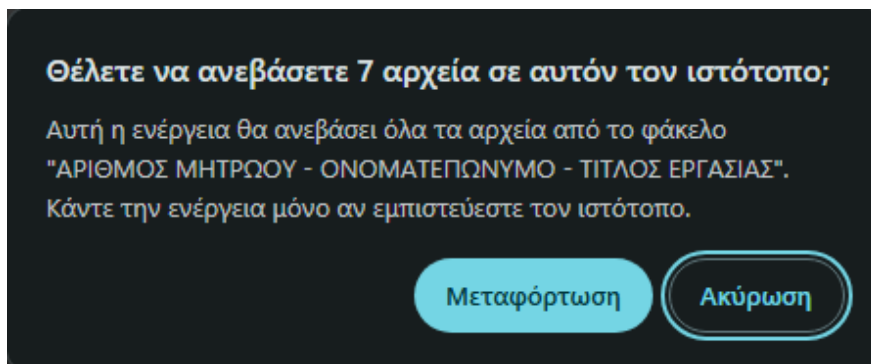 Θέλετε να ανεβάσετε 7 αρχεία σε αυτόν τον ιστότοπο;
Αυτή η ενέργεια θα ανεβάσει όλα τα αρχεία από το φάκελο
"ΑΡΙΘΜΟΣ ΜΗΤΡΩΟΥ - ΟΝΟΜΑΤΕΠΩΝΥΜΟ - ΤΙΤΛΟΣ ΕΡΓΑΣΙΑΣ".
Κάντε την ενέργεια μόνο αν εμπιστεύεστε τον ιστότοπο.
Μεταφόρτωση Ακύρωση